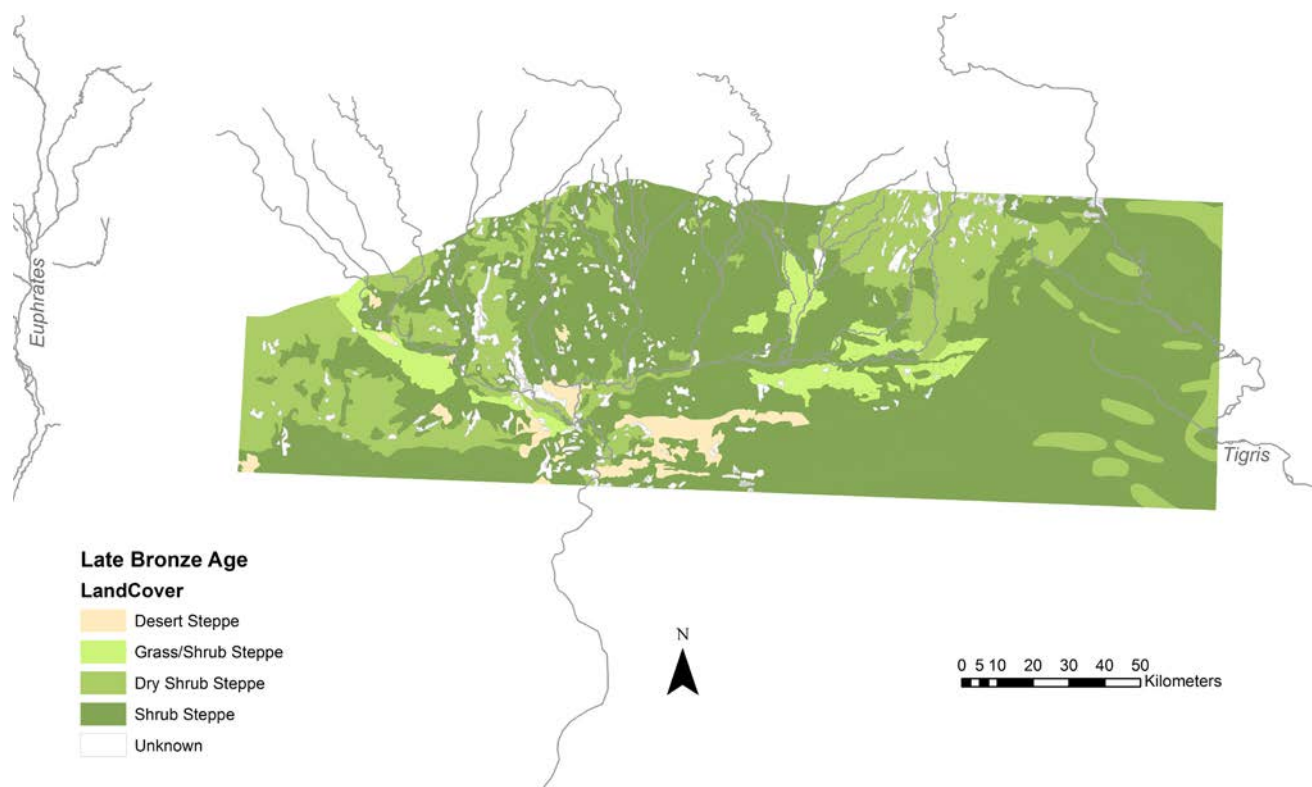 Euphrates
Tigris
Late Bronze Age
LandCover
Desert Steppe
Grass/Shrub Steppe
Dry Shrub Steppe
Shrub Steppe
Unknown
N
0 5 10 20 30 40 50
Kilometers